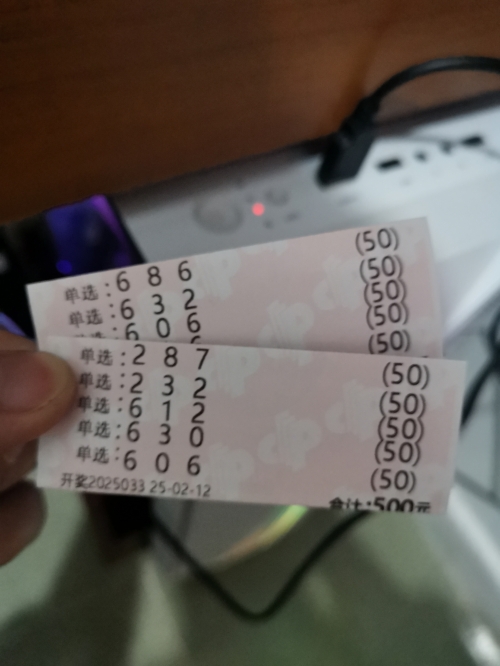 单选:6 8 6 (50)
单选:6 3 2 (50)
单选:6 0 6 (50)
(50)
(50)
单选:2 8 7 (50)
单选:2 3 2 (50)
单选:6 1 2 (50)
单选:6 3 0 (50)
单选:6 0 6 (50)
开奖2025033 25-02-12
合计:500元